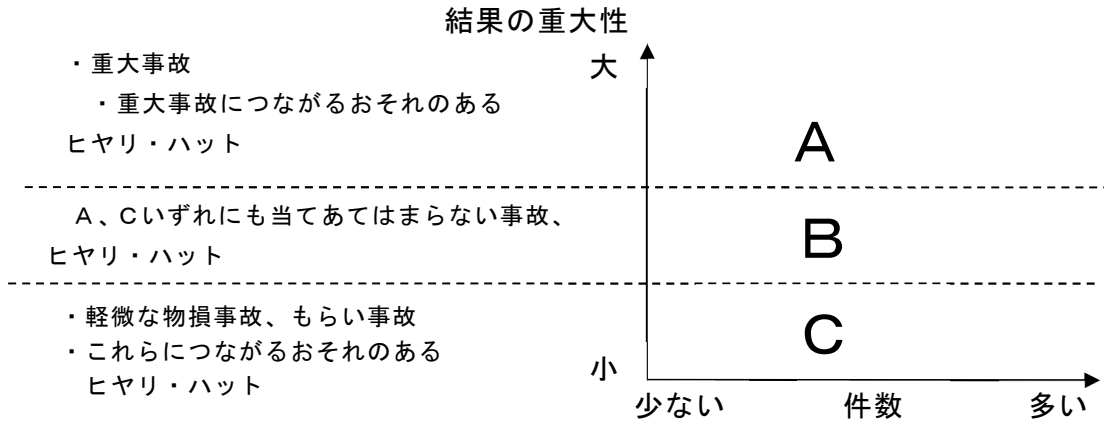 結果の重大性
・重大事故
・重大事故につながるおそれのある
ヒヤリ・ハット
大
A
A、Cいずれにも当てあてはまらない事故、
ヒヤリ・ハット
B
・軽微な物損事故、もらい事故
・これらにつながるおそれのある
ヒヤリ・ハット
C
小
少ない 件数 多い